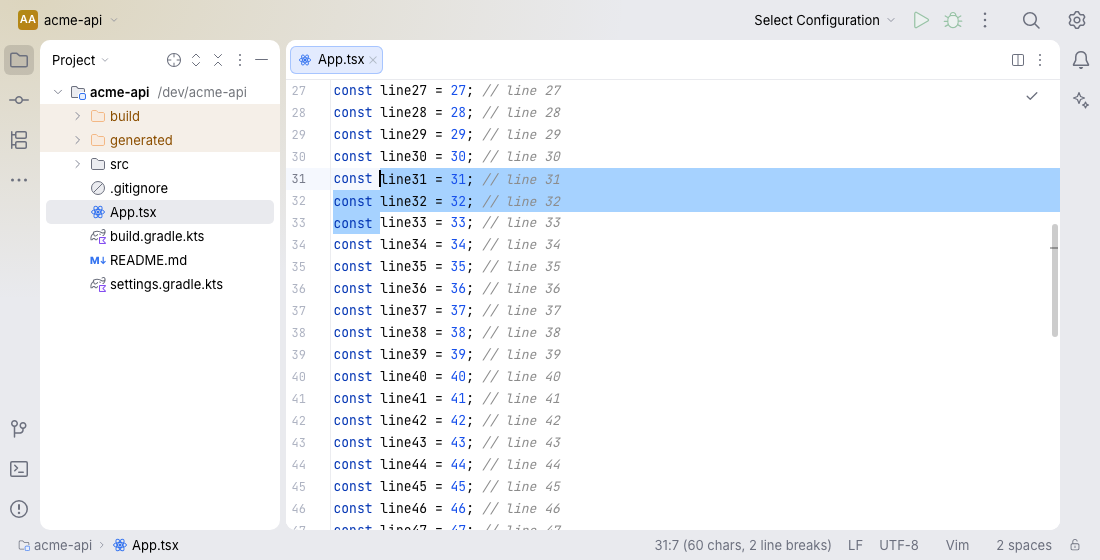 AA acme-api
Select Configuration
Project
App.tsx
acme-api /dev/acme-api
build
generated
src
.gitignore
App.tsx
build.gradle.kts
README.md
settings.gradle.kts
27 const line27 = 27; // line 27
28 const line28 = 28; // line 28
29 const line29 = 29; // line 29
30 const line30 = 30; // line 30
31 const line31 = 31; // line 31
32 const line32 = 32; // line 32
33 const line33 = 33; // line 33
34 const line34 = 34; // line 34
35 const line35 = 35; // line 35
36 const line36 = 36; // line 36
37 const line37 = 37; // line 37
38 const line38 = 38; // line 38
39 const line39 = 39; // line 39
40 const line40 = 40; // line 40
41 const line41 = 41; // line 41
42 const line42 = 42; // line 42
43 const line43 = 43; // line 43
44 const line44 = 44; // line 44
45 const line45 = 45; // line 45
46 const line46 = 46; // line 46
47 const line47 = 47; // line 47
acme-api App.tsx
31:7 (60 chars, 2 line breaks) LF UTF-8 Vim 2 spaces